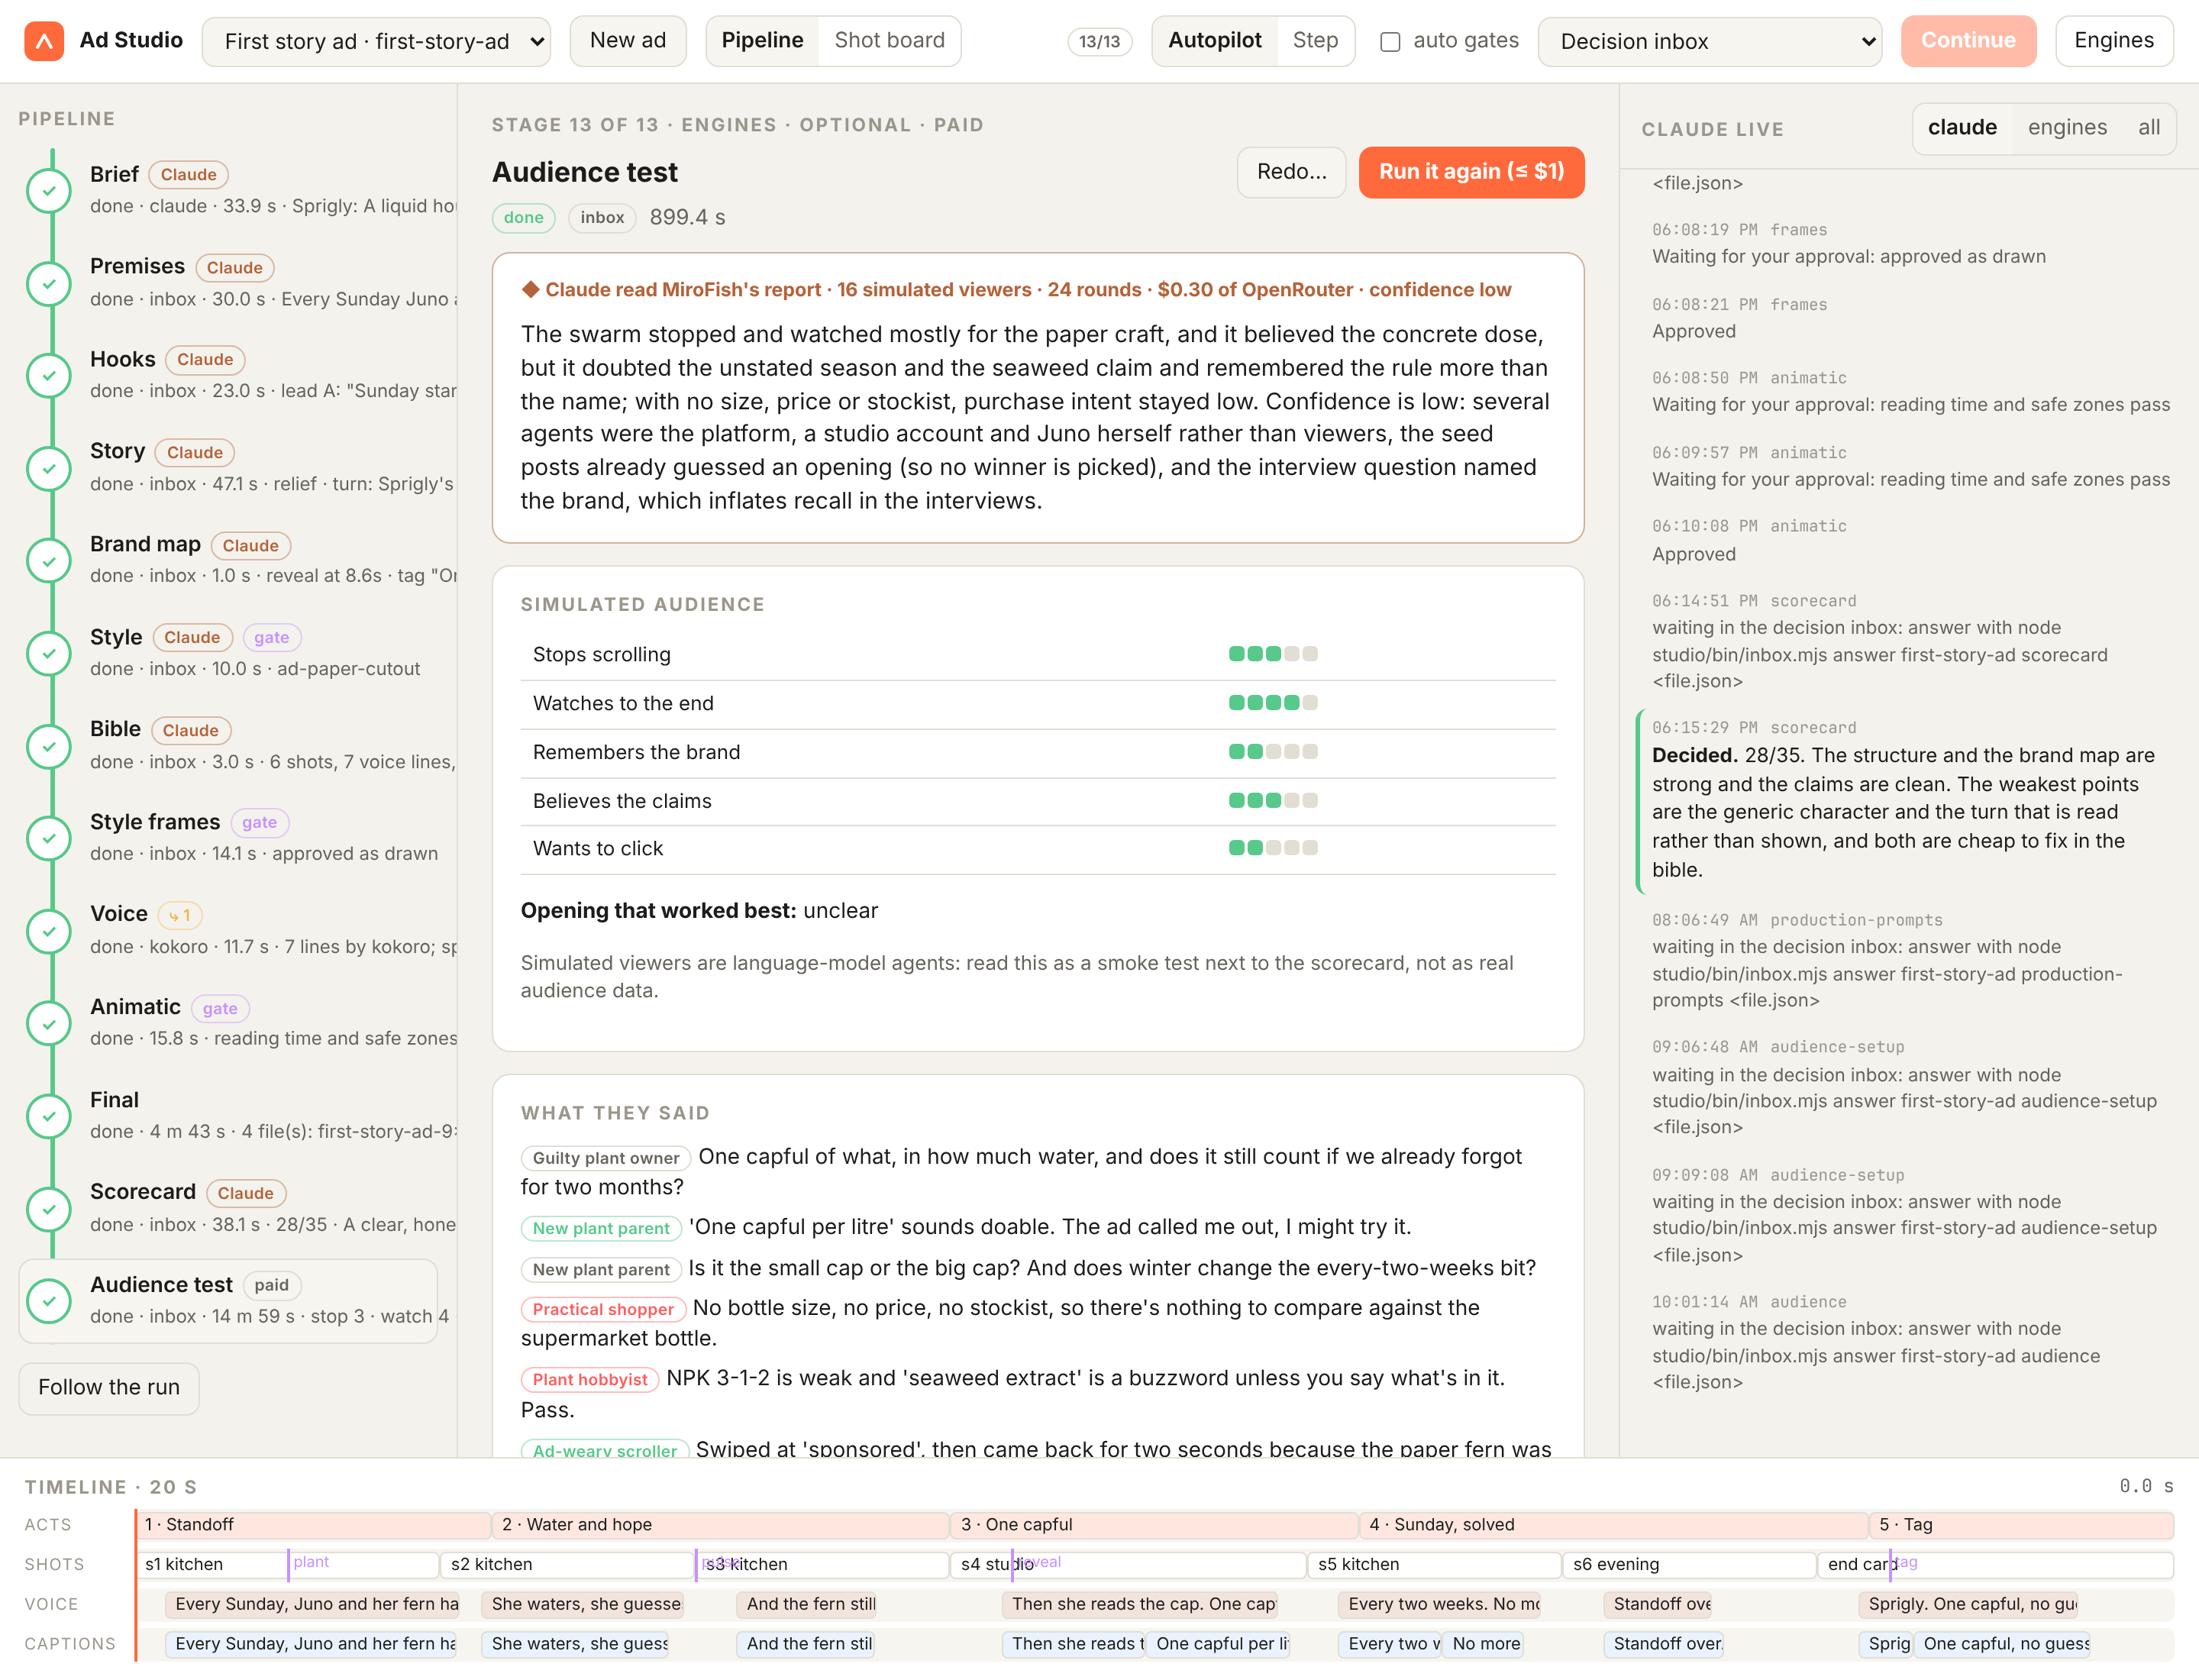 Ad Studio
First story ad · first-story-ad
New ad
Pipeline
Shot board
13/13
Autopilot
Step
auto gates
Decision inbox
Continue
Engines
PIPELINE
Brief Claude
done · claude · 33.9 s · Sprigly: A liquid ho
Premises Claude
done · inbox · 30.0 s · Every Sunday Juno
Hooks Claude
done · inbox · 23.0 s · lead A: "Sunday star
Story Claude
done · inbox · 47.1 s · relief · turn: Sprigly's
Brand map Claude
done · inbox · 1.0 s · reveal at 8.6s · tag "Or
Style Claude gate
done · inbox · 10.0 s · ad-paper-cutout
Bible Claude
done · inbox · 3.0 s · 6 shots, 7 voice lines,
Style frames gate
done · inbox · 14.1 s · approved as drawn
Voice ⤷ 1
done · kokoro · 11.7 s · 7 lines by kokoro; sp
Animatic gate
done · 15.8 s · reading time and safe zones
Final
done · 4 m 43 s · 4 file(s): first-story-ad-9
Scorecard Claude
done · inbox · 38.1 s · 28/35 · A clear, hone
Audience test paid
done · inbox · 14 m 59 s · stop 3 · watch 4
Follow the run
STAGE 13 OF 13 · ENGINES · OPTIONAL · PAID
Audience test
Redo...
Run it again (≤ $1)
done inbox 899.4 s
◆ Claude read MiroFish's report · 16 simulated viewers · 24 rounds · $0.30 of OpenRouter · confidence low
The swarm stopped and watched mostly for the paper craft, and it believed the concrete dose,
but it doubted the unstated season and the seaweed claim and remembered the rule more than
the name; with no size, price or stockist, purchase intent stayed low. Confidence is low: several
agents were the platform, a studio account and Juno herself rather than viewers, the seed
posts already guessed an opening (so no winner is picked), and the interview question named
the brand, which inflates recall in the interviews.
SIMULATED AUDIENCE
Stops scrolling
Watches to the end
Remembers the brand
Believes the claims
Wants to click
Opening that worked best: unclear
Simulated viewers are language-model agents: read this as a smoke test next to the scorecard, not as real
audience data.
WHAT THEY SAID
Guilty plant owner One capful of what, in how much water, and does it still count if we already forgot
for two months?
New plant parent 'One capful per litre' sounds doable. The ad called me out, I might try it.
New plant parent Is it the small cap or the big cap? And does winter change the every-two-weeks bit?
Practical shopper No bottle size, no price, no stockist, so there's nothing to compare against the
supermarket bottle.
Plant hobbyist NPK 3-1-2 is weak and 'seaweed extract' is a buzzword unless you say what's in it.
Pass.
Ad-weary scroller Swiped at 'sponsored', then came back for two seconds because the paper fern was
CLAUDE LIVE
claude
engines
all
<file.json>
06:08:19 PM frames
Waiting for your approval: approved as drawn
06:08:21 PM frames
Approved
06:08:50 PM animatic
Waiting for your approval: reading time and safe zones pass
06:09:57 PM animatic
Waiting for your approval: reading time and safe zones pass
06:10:08 PM animatic
Approved
06:14:51 PM scorecard
waiting in the decision inbox: answer with node
studio/bin/inbox.mjs answer first-story-ad scorecard
<file.json>
06:15:29 PM scorecard
Decided. 28/35. The structure and the brand map are
strong and the claims are clean. The weakest points
are the generic character and the turn that is read
rather than shown, and both are cheap to fix in the
bible.
08:06:49 AM production-prompts
waiting in the decision inbox: answer with node
studio/bin/inbox.mjs answer first-story-ad production-
prompts <file.json>
09:06:48 AM audience-setup
waiting in the decision inbox: answer with node
studio/bin/inbox.mjs answer first-story-ad audience-setup
<file.json>
09:09:08 AM audience-setup
waiting in the decision inbox: answer with node
studio/bin/inbox.mjs answer first-story-ad audience-setup
<file.json>
10:01:14 AM audience
waiting in the decision inbox: answer with node
studio/bin/inbox.mjs answer first-story-ad audience
<file.json>
TIMELINE · 20 S
0.0 s
ACTS
1 · Standoff
2 · Water and hope
3 · One capful
4 · Sunday, solved
5 · Tag
SHOTS
s1 kitchen
plant
s2 kitchen
s3 kitchen
s4 studio
reveal
s5 kitchen
s6 evening
end card
tag
VOICE
Every Sunday, Juno and her fern ha
She waters, she guesse
And the fern still
Then she reads the cap. One cap
Every two weeks. No mo
Standoff ove
Sprigly. One capful, no gu
CAPTIONS
Every Sunday, Juno and her fern ha
She waters, she guess
And the fern stil
Then she reads t
One capful per li
Every two w
No more
Standoff over.
Sprig
One capful, no guess